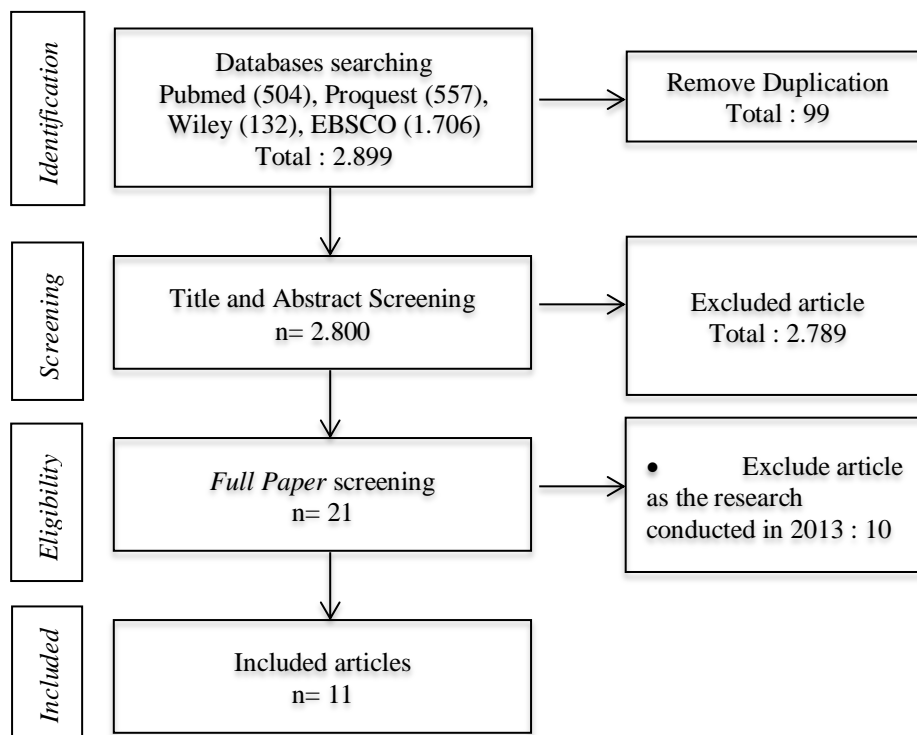 Identification
Databases searching
Pubmed (504), Proquest (557),
Wiley (132), EBSCO (1.706)
Total : 2.899
Remove Duplication
Total : 99
Screening
Title and Abstract Screening
n= 2.800
Excluded article
Total : 2.789
Eligibility
Full Paper screening
n= 21
• Exclude article
as the research
conducted in 2013 : 10
Included
Included articles
n= 11